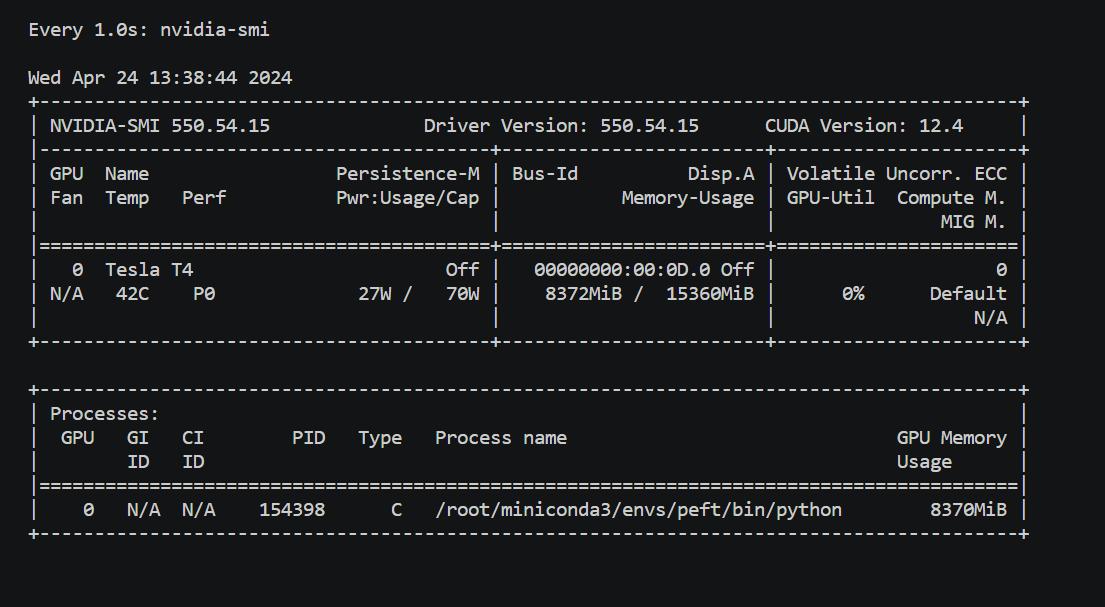 Every 1.0s: nvidia-smi
Wed Apr 24 13:38:44 2024
+-----------------------------------------------------------------------------------------+
| NVIDIA-SMI 550.54.15              Driver Version: 550.54.15      CUDA Version: 12.4     |
|-----------------------------------------+------------------------+----------------------+
| GPU  Name                 Persistence-M | Bus-Id          Disp.A | Volatile Uncorr. ECC |
| Fan  Temp   Perf          Pwr:Usage/Cap |           Memory-Usage | GPU-Util  Compute M. |
|                                         |                        |               MIG M. |
|=========================================+========================+======================|
|   0  Tesla T4                       Off |   00000000:00:0D.0 Off |                    0 |
| N/A   42C    P0             27W /   70W |    8372MiB /  15360MiB |      0%      Default |
|                                         |                        |                  N/A |
+-----------------------------------------+------------------------+----------------------+
+-----------------------------------------------------------------------------------------+
| Processes:                                                                              |
|  GPU   GI   CI        PID   Type   Process name                              GPU Memory |
|        ID   ID                                                               Usage      |
|=========================================================================================|
|    0   N/A  N/A    154398      C   /root/miniconda3/envs/peft/bin/python        8370MiB |
+-----------------------------------------------------------------------------------------+